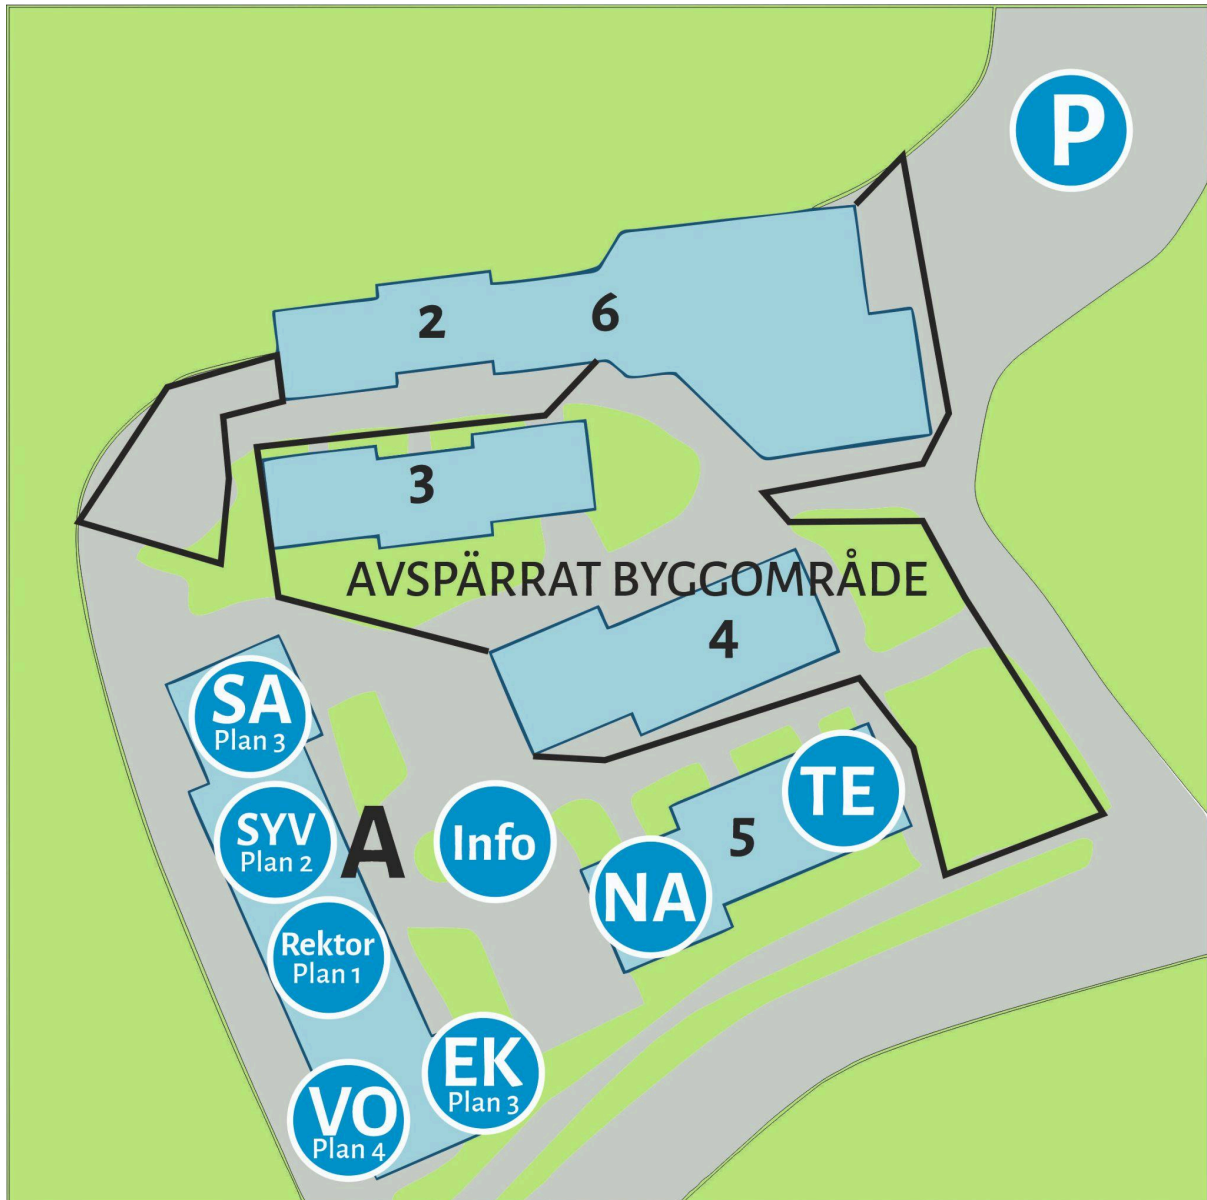 P
2
6
3
AVSPÄRRAT BYGGOMRÅDE
4
SA
Plan 3
TE
SYV
Plan 2
A
Info
5
NA
Rektor
Plan 1
EK
Plan 3
VO
Plan 4